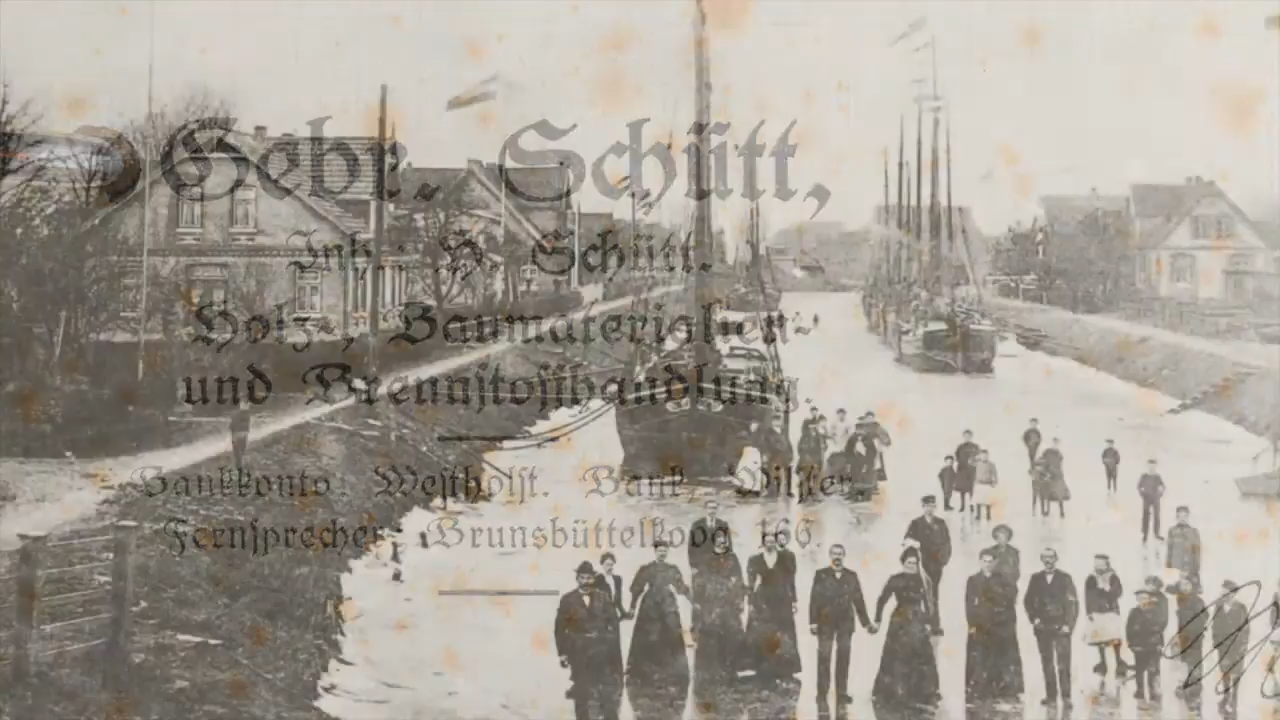 Gebr. Schütt,
Inh.: H. Schütt.
Holz-, Baumaterialien-
und Brennstoffhandlung.
Bankkonto: Westholst. Bank, Wilster
Fernsprecher: Brunsbüttelkoog 166.